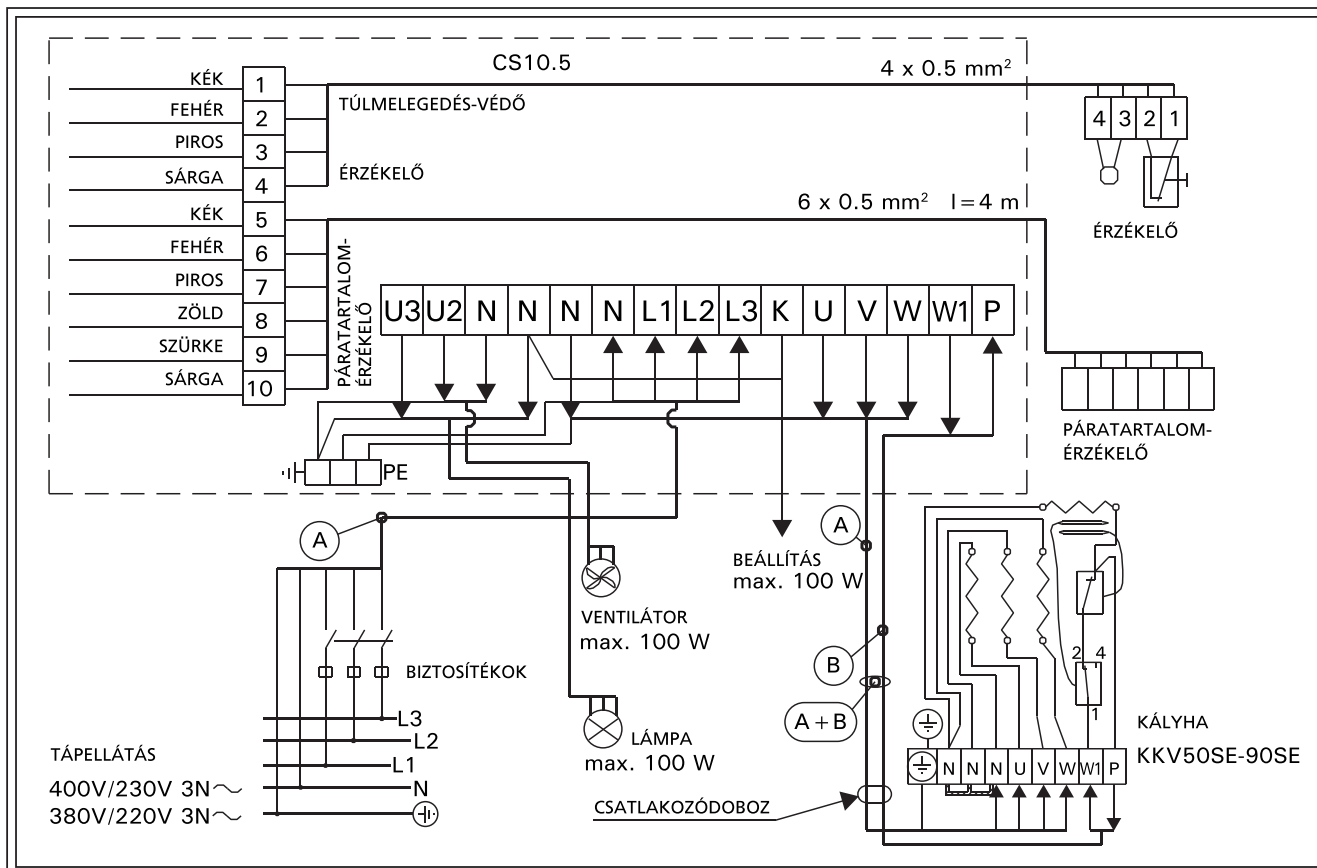 CS10.5
4 x 0.5 mm²
KÉK 1
FEHÉR 2
PIROS 3
SÁRGA 4
KÉK 5
FEHÉR 6
PIROS 7
ZÖLD 8
SZÜRKE 9
SÁRGA 10
TÚLMELEGEDÉS-VÉDŐ
ÉRZÉKELŐ
4 3 2 1
ÉRZÉKELŐ
6 x 0.5 mm² l=4 m
PÁRATARTALOM-
ÉRZÉKELŐ
U3 U2 N N N N L1 L2 L3 K U V W W1 P
PÁRATARTALOM-
ÉRZÉKELŐ
PE
A
BEÁLLÍTÁS
max. 100 W
A
VENTILÁTOR
max. 100 W
B
A+B
BIZTOSÍTÉKOK
2 4
1
L3
L2
L1
N
LÁMPA
max. 100 W
TÁPELLÁTÁS
400V/230V 3N~
380V/220V 3N~
KÁLYHA
KKV50SE-90SE
N N N U V W W1 P
CSATLAKOZÓDOBOZ